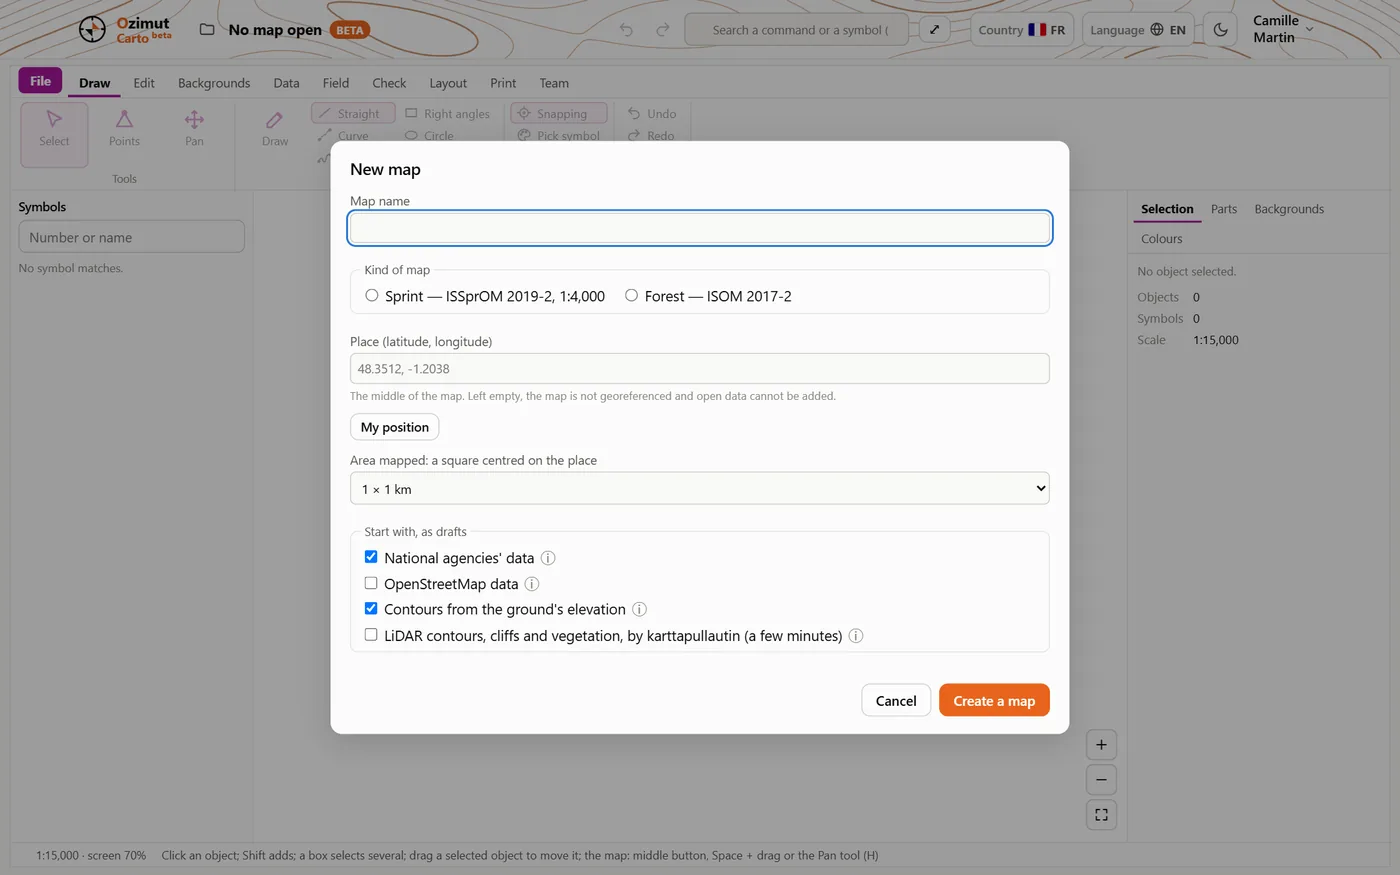 Ozimut
Carto beta
No map open BETA
Search a command or a symbol (
Country FR
Language EN
Camille
Martin
File Draw Edit Backgrounds Data Field Check Layout Print Team
Select Points Pan Draw
Straight Right angles
Curve Circle
Snapping
Pick symbol
Undo
Redo
Tools
Symbols
Number or name
No symbol matches.
New map
Map name
Kind of map
Sprint — ISSprOM 2019-2, 1:4,000 Forest — ISOM 2017-2
Place (latitude, longitude)
48.3512, -1.2038
The middle of the map. Left empty, the map is not georeferenced and open data cannot be added.
My position
Area mapped: a square centred on the place
1 × 1 km
Start with, as drafts
National agencies' data ⓘ
OpenStreetMap data ⓘ
Contours from the ground's elevation ⓘ
LiDAR contours, cliffs and vegetation, by karttapullautin (a few minutes) ⓘ
Cancel Create a map
Selection Parts Backgrounds
Colours
No object selected.
Objects 0
Symbols 0
Scale 1:15,000
+
−
1:15,000 · screen 70% Click an object; Shift adds; a box selects several; drag a selected object to move it; the map: middle button, Space + drag or the Pan tool (H)